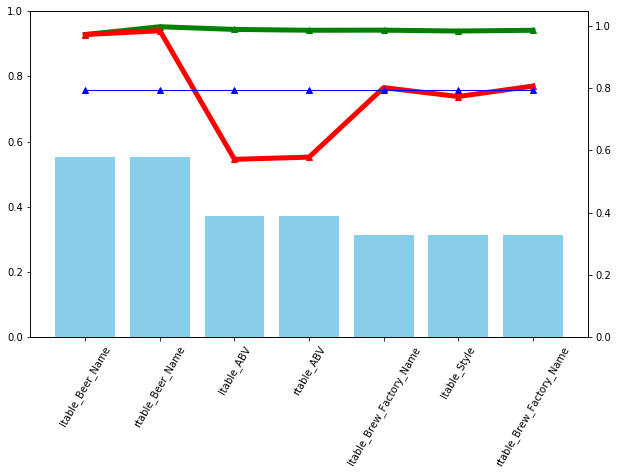 1.0
0.8
0.6
0.4
0.2
0.0
1.0
0.8
0.6
0.4
0.2
0.0
ltable_Beer_Name
rtable_Beer_Name
ltable_ABV
rtable_ABV
ltable_Brew_Factory_Name
ltable_Style
rtable_Brew_Factory_Name